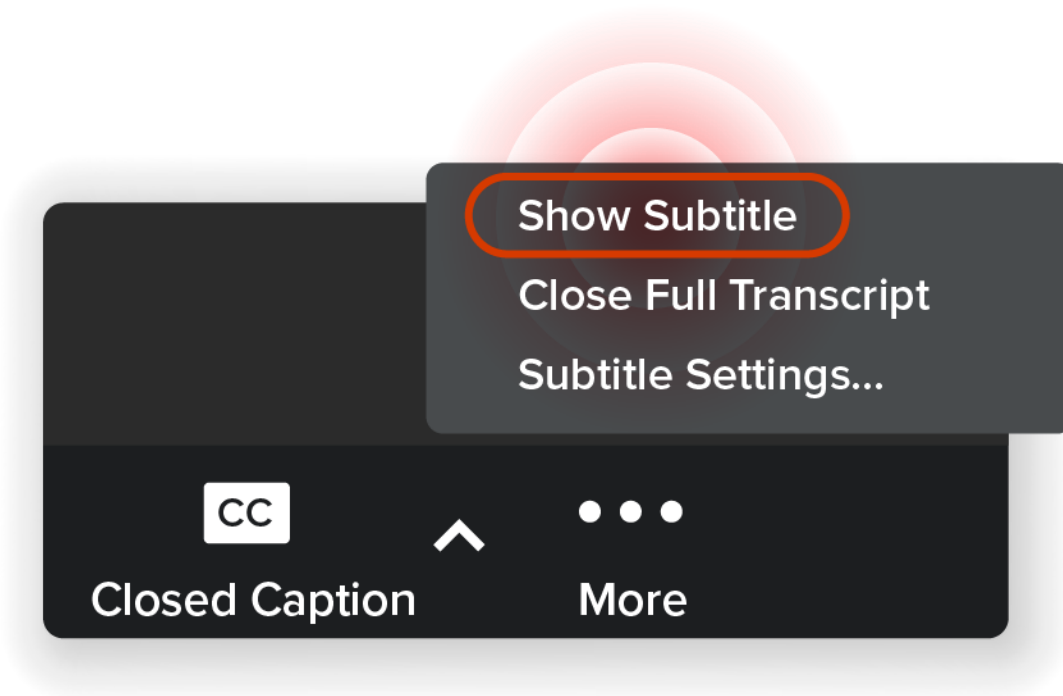 Show Subtitle
Close Full Transcript
Subtitle Settings...
CC
Closed Caption
More